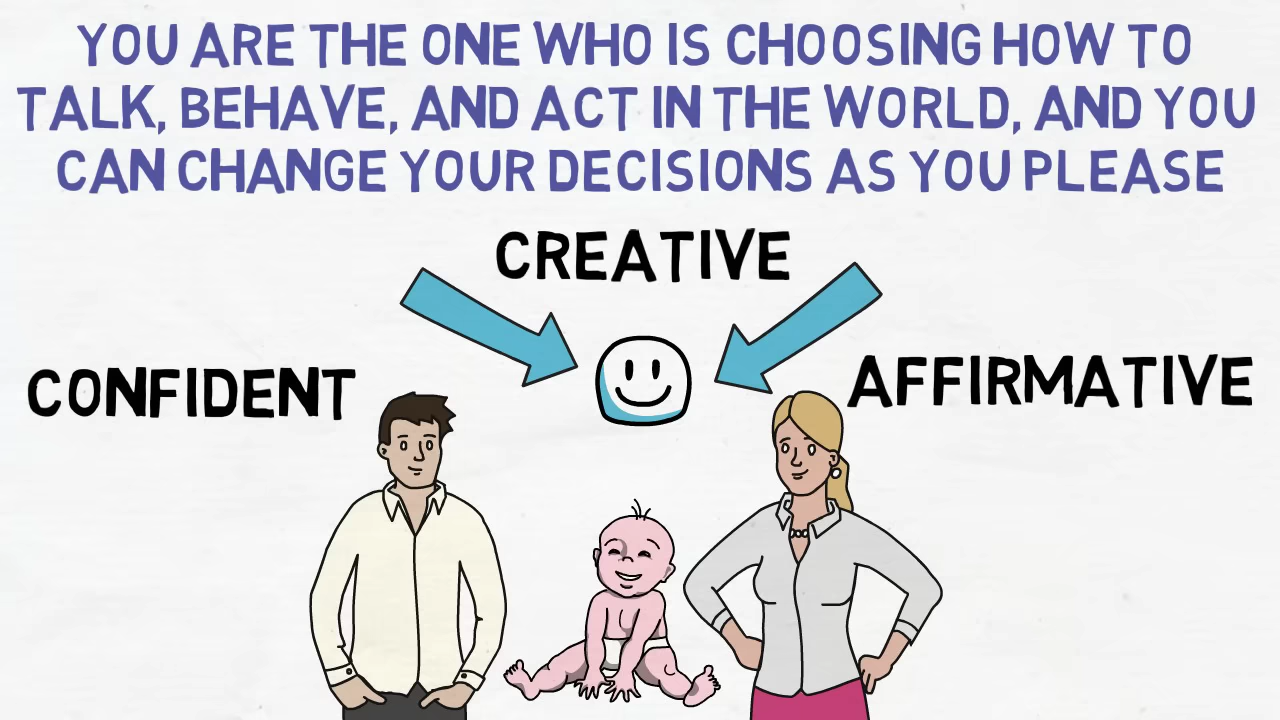 YOU ARE THE ONE WHO IS CHOOSING HOW TO
TALK, BEHAVE, AND ACT IN THE WORLD, AND YOU
CAN CHANGE YOUR DECISIONS AS YOU PLEASE
CREATIVE
CONFIDENT
AFFIRMATIVE